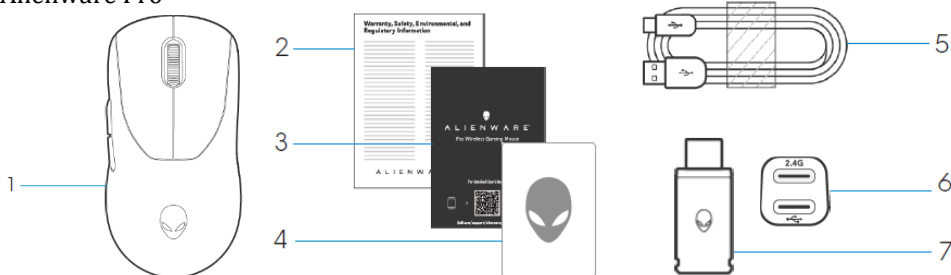 Alienware Pro
1
2
Warranty, Safety, Environmental, and
Regulatory Information
ALIENWA
3
ALIENWARE
Pro Wireless Gaming Mouse
4
5
2.4G
6
7